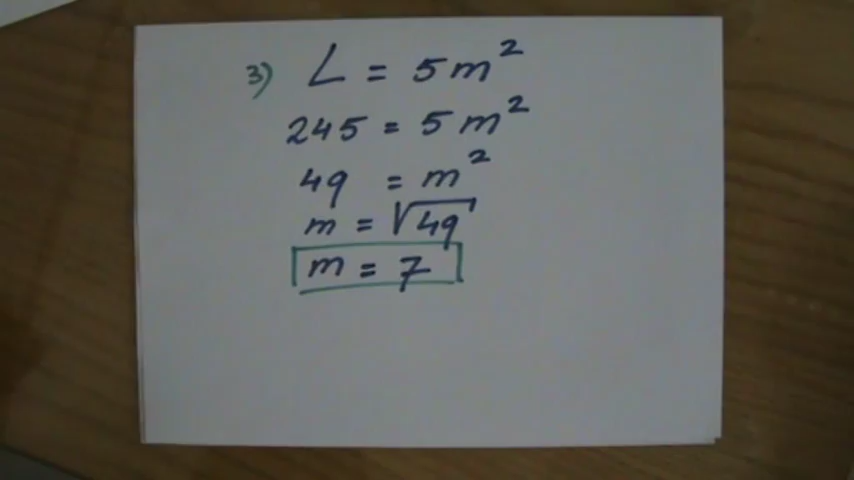 3) L = 5m²
245 = 5m²
49 = m²
m = √49
m = 7